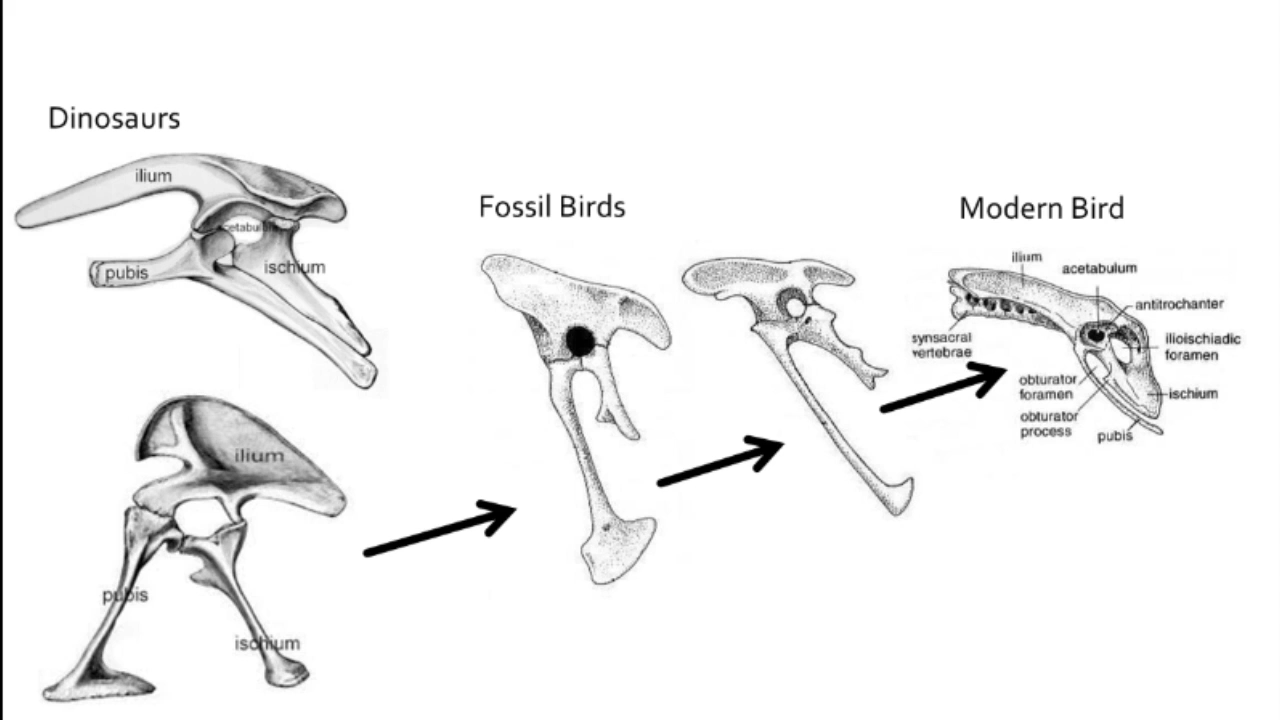 Dinosaurs
ilium
cetabul
pubis
ischium
ilium
pubis
ischium
Fossil Birds
Modern Bird
ilium
acetabulum
antitrochanter
synsacral
vertebrae
ilioischiadic
foramen
obturator
foramen
ischium
obturator
process
pubis